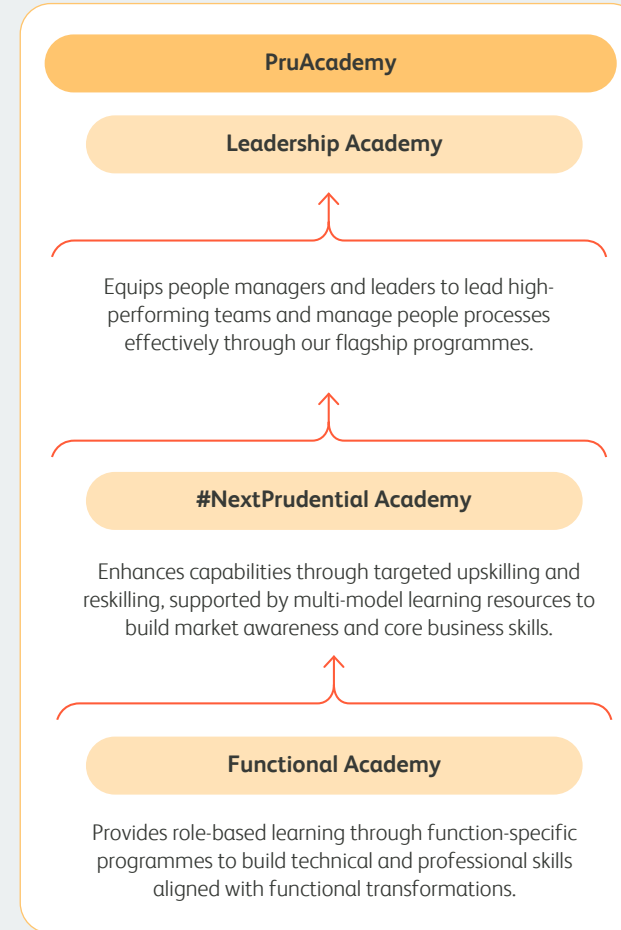 PruAcademy
Leadership Academy
Equips people managers and leaders to lead high-
performing teams and manage people processes
effectively through our flagship programmes.
#NextPrudential Academy
Enhances capabilities through targeted upskilling and
reskilling, supported by multi-model learning resources to
build market awareness and core business skills.
Functional Academy
Provides role-based learning through function-specific
programmes to build technical and professional skills
aligned with functional transformations.